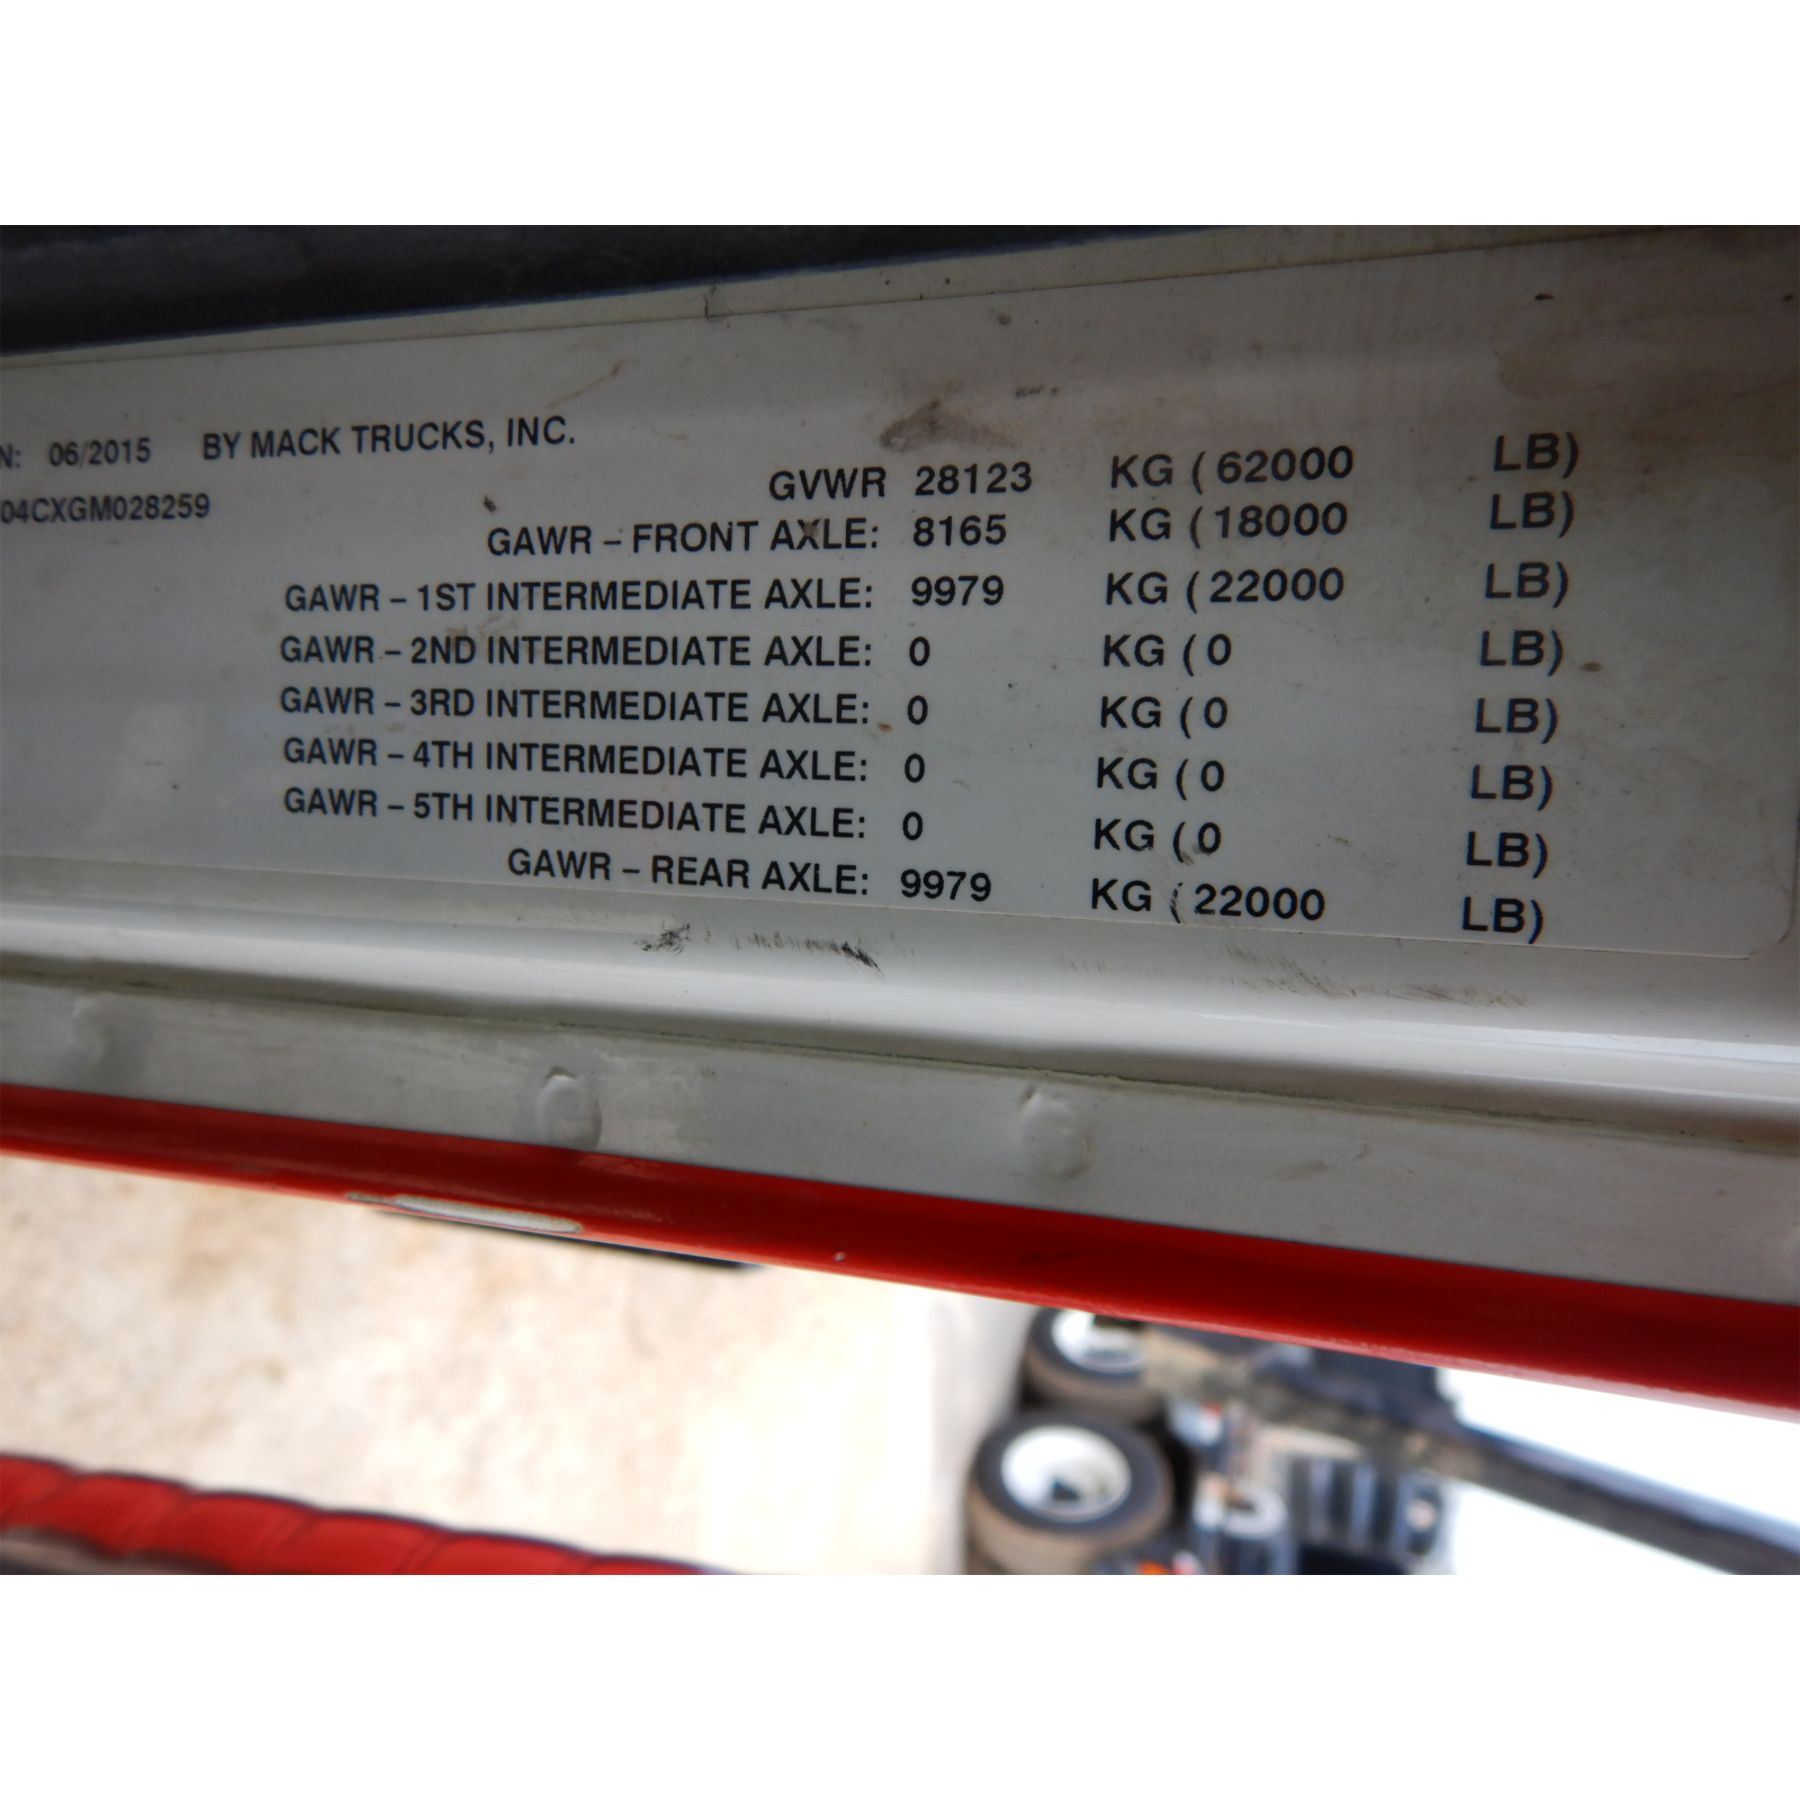 N: 06/2015 BY MACK TRUCKS, INC.
04CXGM028259
GVWR 28123 KG (62000 LB)
GAWR – FRONT AXLE: 8165 KG (18000 LB)
GAWR – 1ST INTERMEDIATE AXLE: 9979 KG (22000 LB)
GAWR – 2ND INTERMEDIATE AXLE: 0 KG (0 LB)
GAWR – 3RD INTERMEDIATE AXLE: 0 KG (0 LB)
GAWR – 4TH INTERMEDIATE AXLE: 0 KG (0 LB)
GAWR – 5TH INTERMEDIATE AXLE: 0 KG (0 LB)
GAWR – REAR AXLE: 9979 KG (22000 LB)